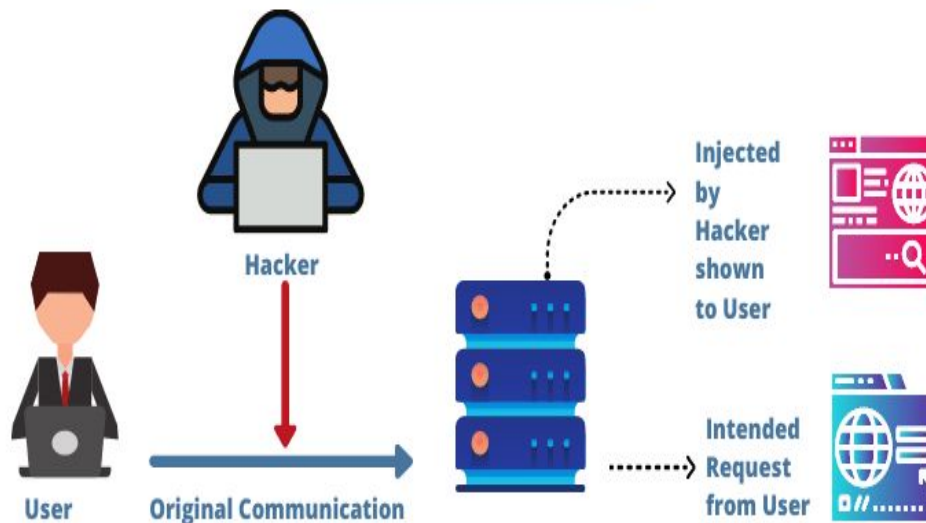 Hacker
User
Original Communication
Injected
by
Hacker
shown
to User
Intended
Request
from User